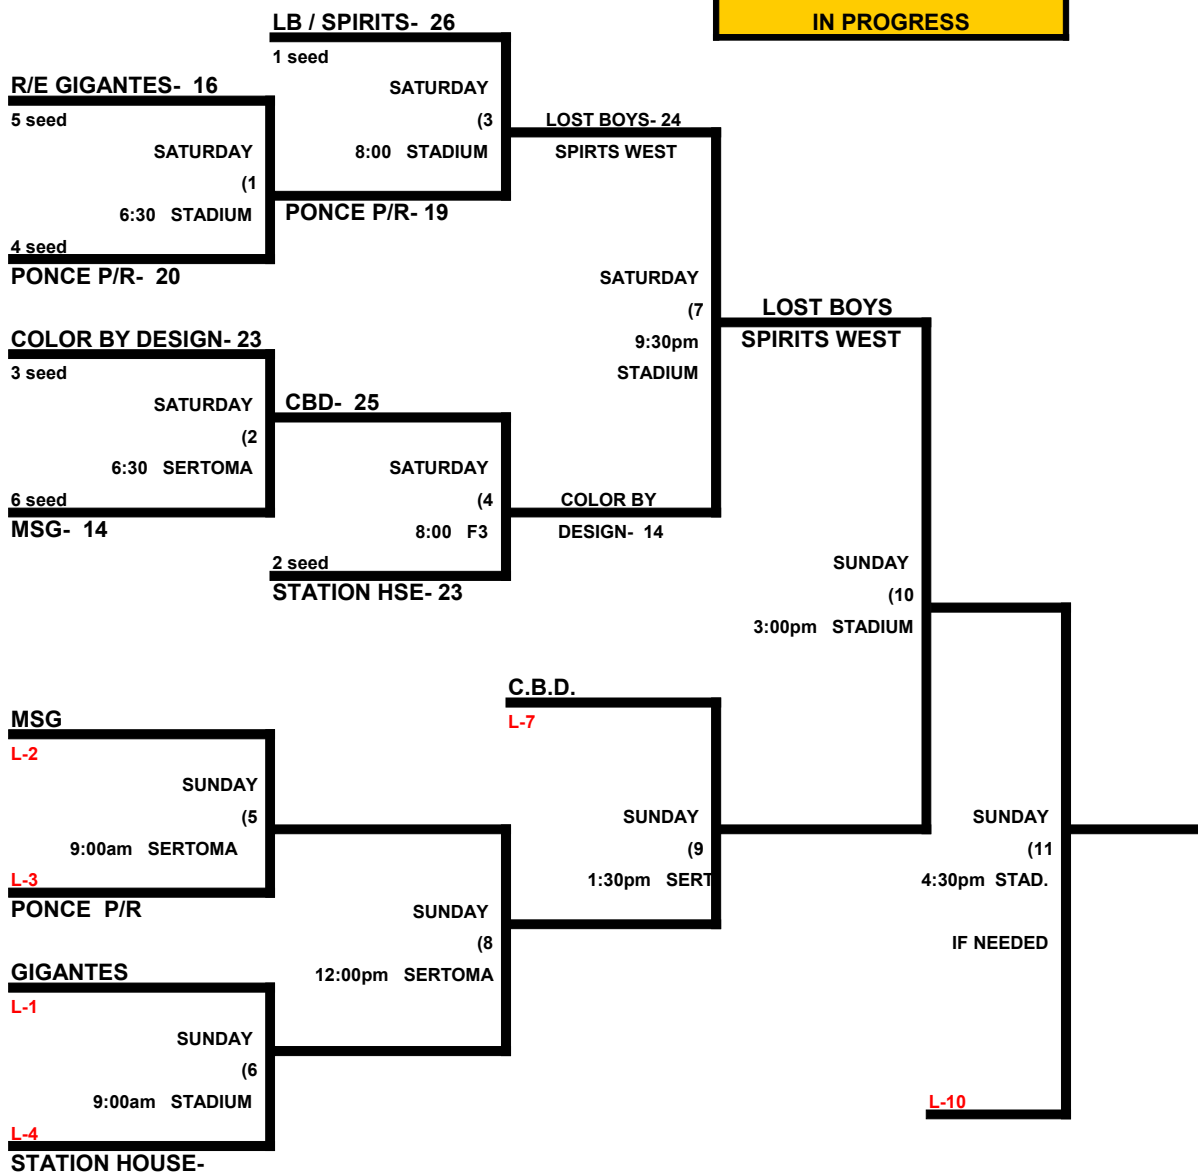 LB / SPIRITS-  26
IN PROGRESS
1 seed
R/E GIGANTES-  16
SATURDAY
5 seed
(3
LOST BOYS- 24
SATURDAY
8:00   STADIUM
SPIRTS WEST
(1
6:30   STADIUM
PONCE P/R- 19
4 seed
PONCE P/R-  20
SATURDAY
(7
LOST BOYS
COLOR BY DESIGN- 23
9:30pm
SPIRITS WEST
3 seed
STADIUM
SATURDAY
CBD-  25
(2
6:30   SERTOMA
SATURDAY
6 seed
(4
COLOR BY
MSG-  14
8:00   F3
DESIGN-  14
2 seed
SUNDAY
STATION HSE- 23
(10
3:00pm   STADIUM
C.B.D.
MSG
L-7
L-2
SUNDAY
(5
SUNDAY
SUNDAY
9:00am   SERTOMA
(9
(11
L-3
1:30pm   SERT
4:30pm  STAD.
PONCE  P/R
SUNDAY
(8
IF NEEDED
GIGANTES
12:00pm   SERTOMA
L-1
SUNDAY
(6
9:00am   STADIUM
L-10
L-4
STATION HOUSE-